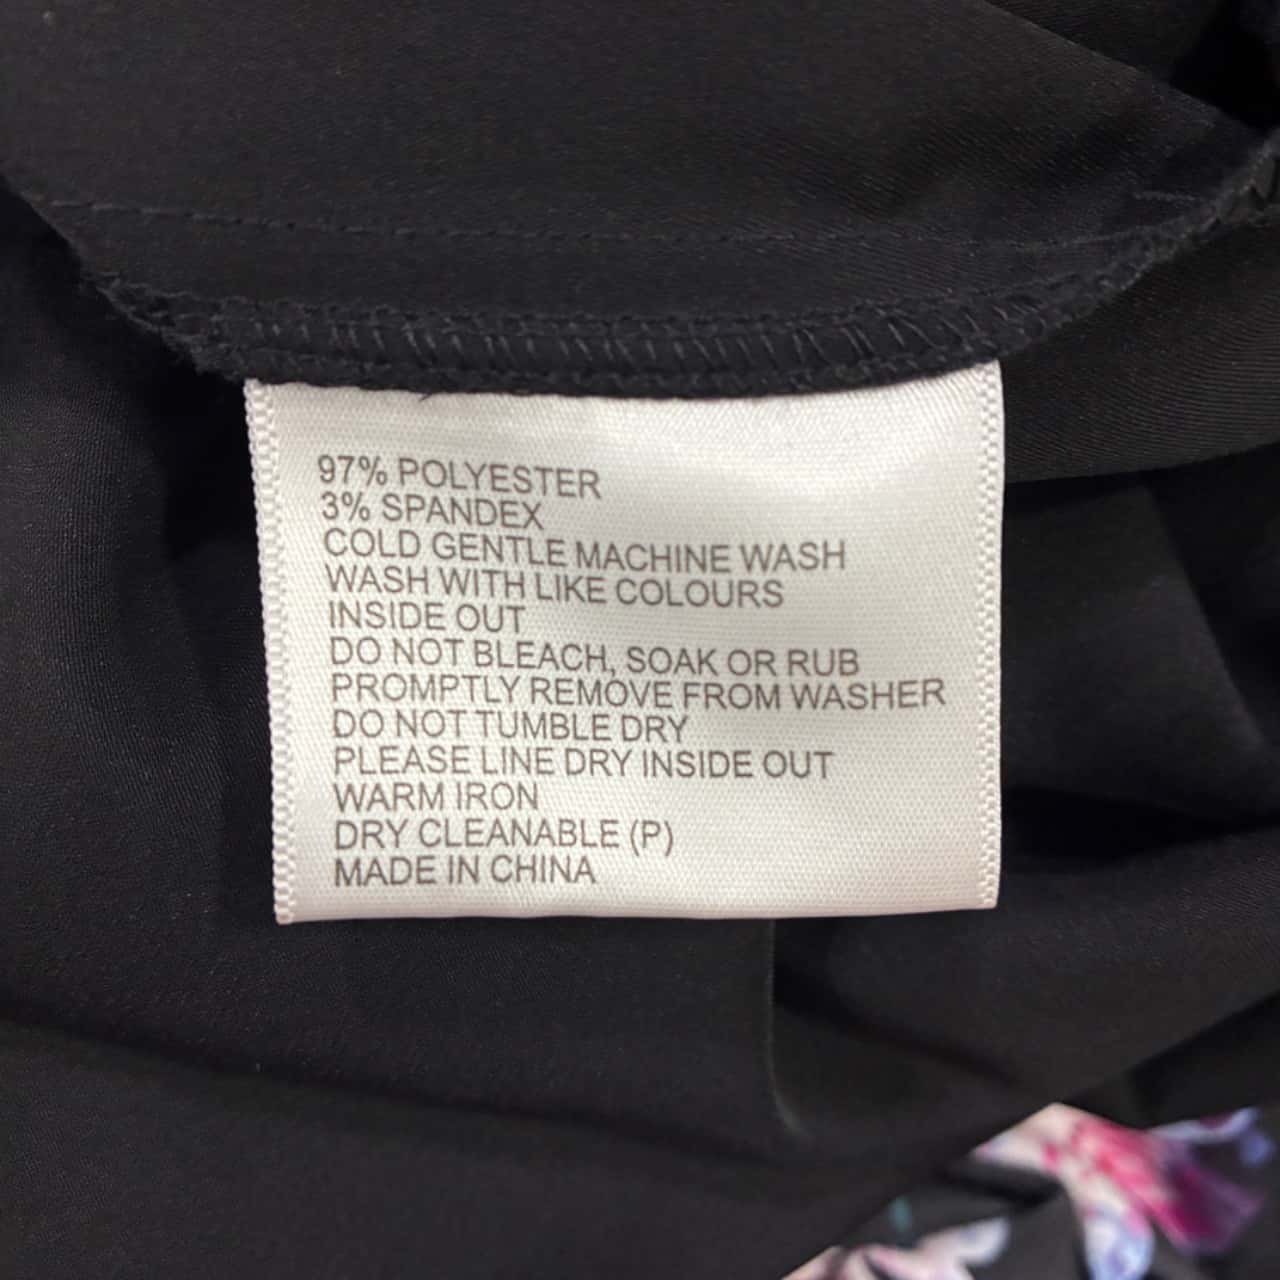 97% POLYESTER
3% SPANDEX
COLD GENTLE MACHINE WASH
WASH WITH LIKE COLOURS
INSIDE OUT
DO NOT BLEACH, SOAK OR RUB
PROMPTLY REMOVE FROM WASHER
DO NOT TUMBLE DRY
PLEASE LINE DRY INSIDE OUT
WARM IRON
DRY CLEANABLE (P)
MADE IN CHINA